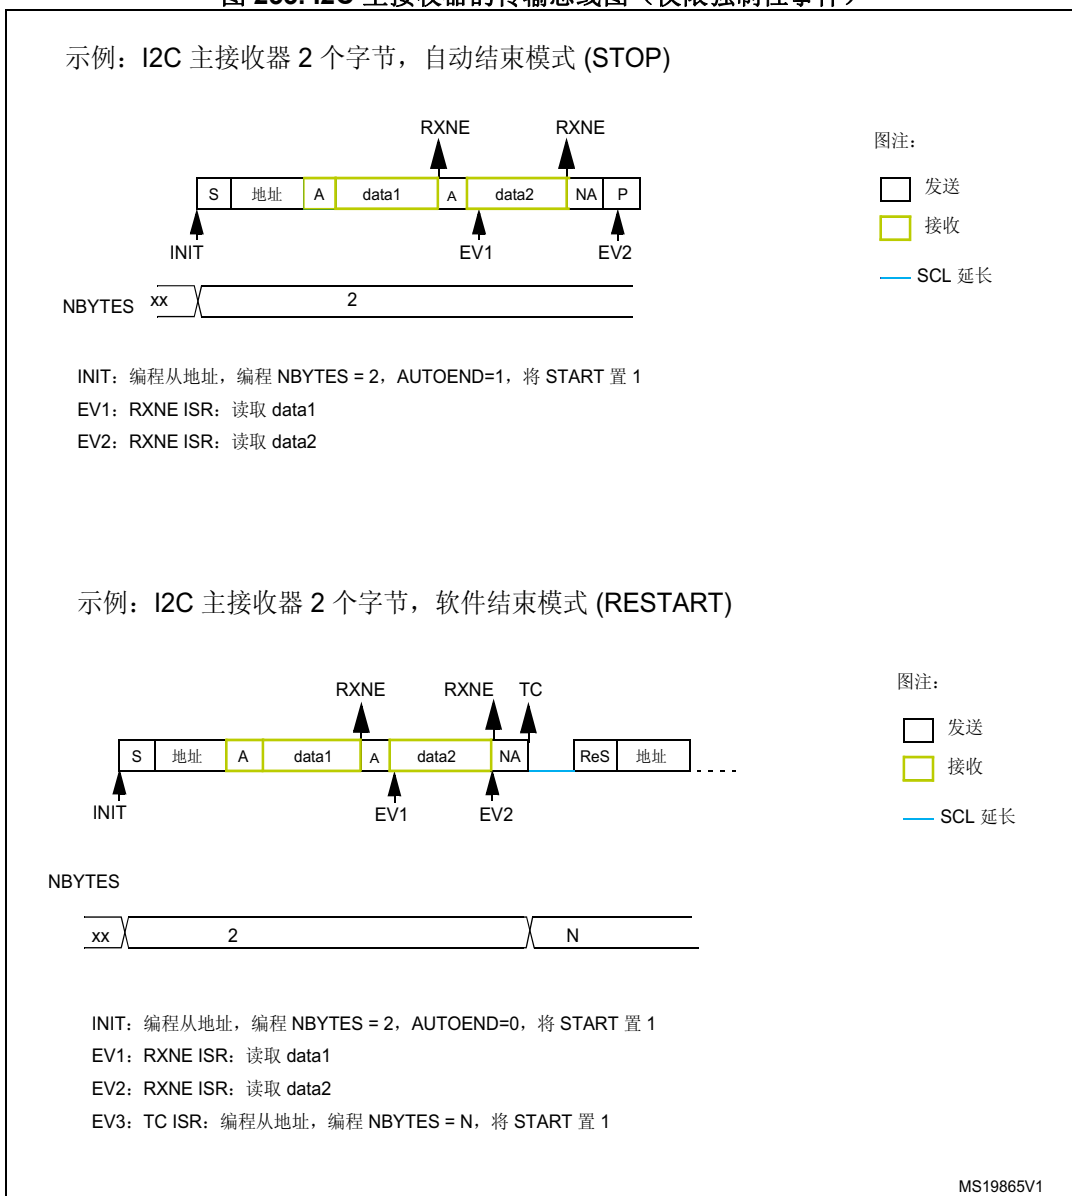 示例：I2C 主接收器 2 个字节，自动结束模式 (STOP)
RXNE RXNE
图注：
S 地址 A data1 A data2 NA P
发送
接收
INIT EV1 EV2
SCL 延长
NBYTES xx 2
INIT：编程从地址，编程 NBYTES = 2，AUTOEND=1，将 START 置 1
EV1：RXNE ISR：读取 data1
EV2：RXNE ISR：读取 data2
示例：I2C 主接收器 2 个字节，软件结束模式 (RESTART)
RXNE RXNE TC
图注：
S 地址 A data1 A data2 NA ReS 地址
发送
接收
INIT EV1 EV2
SCL 延长
NBYTES
xx 2 N
INIT：编程从地址，编程 NBYTES = 2，AUTOEND=0，将 START 置 1
EV1：RXNE ISR：读取 data1
EV2：RXNE ISR：读取 data2
EV3：TC ISR：编程从地址，编程 NBYTES = N，将 START 置 1
MS19865V1